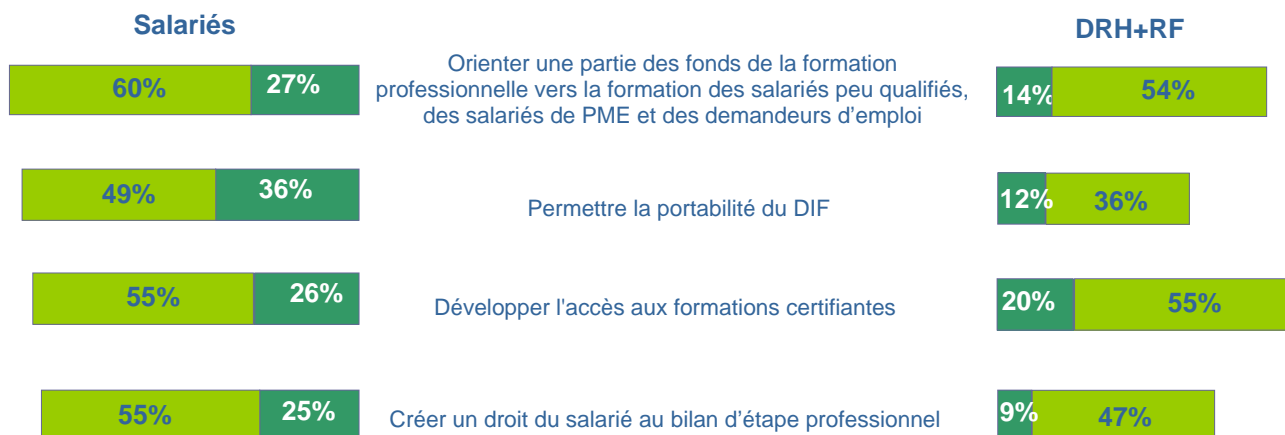 Salariés
DRH+RF
60% 27%
Orienter une partie des fonds de la formation
professionnelle vers la formation des salariés peu qualifiés,
des salariés de PME et des demandeurs d'emploi
14% 54%
49% 36%
Permettre la portabilité du DIF
12% 36%
55% 26%
Développer l'accès aux formations certifiantes
20% 55%
55% 25%
Créer un droit du salarié au bilan d'étape professionnel
9% 47%